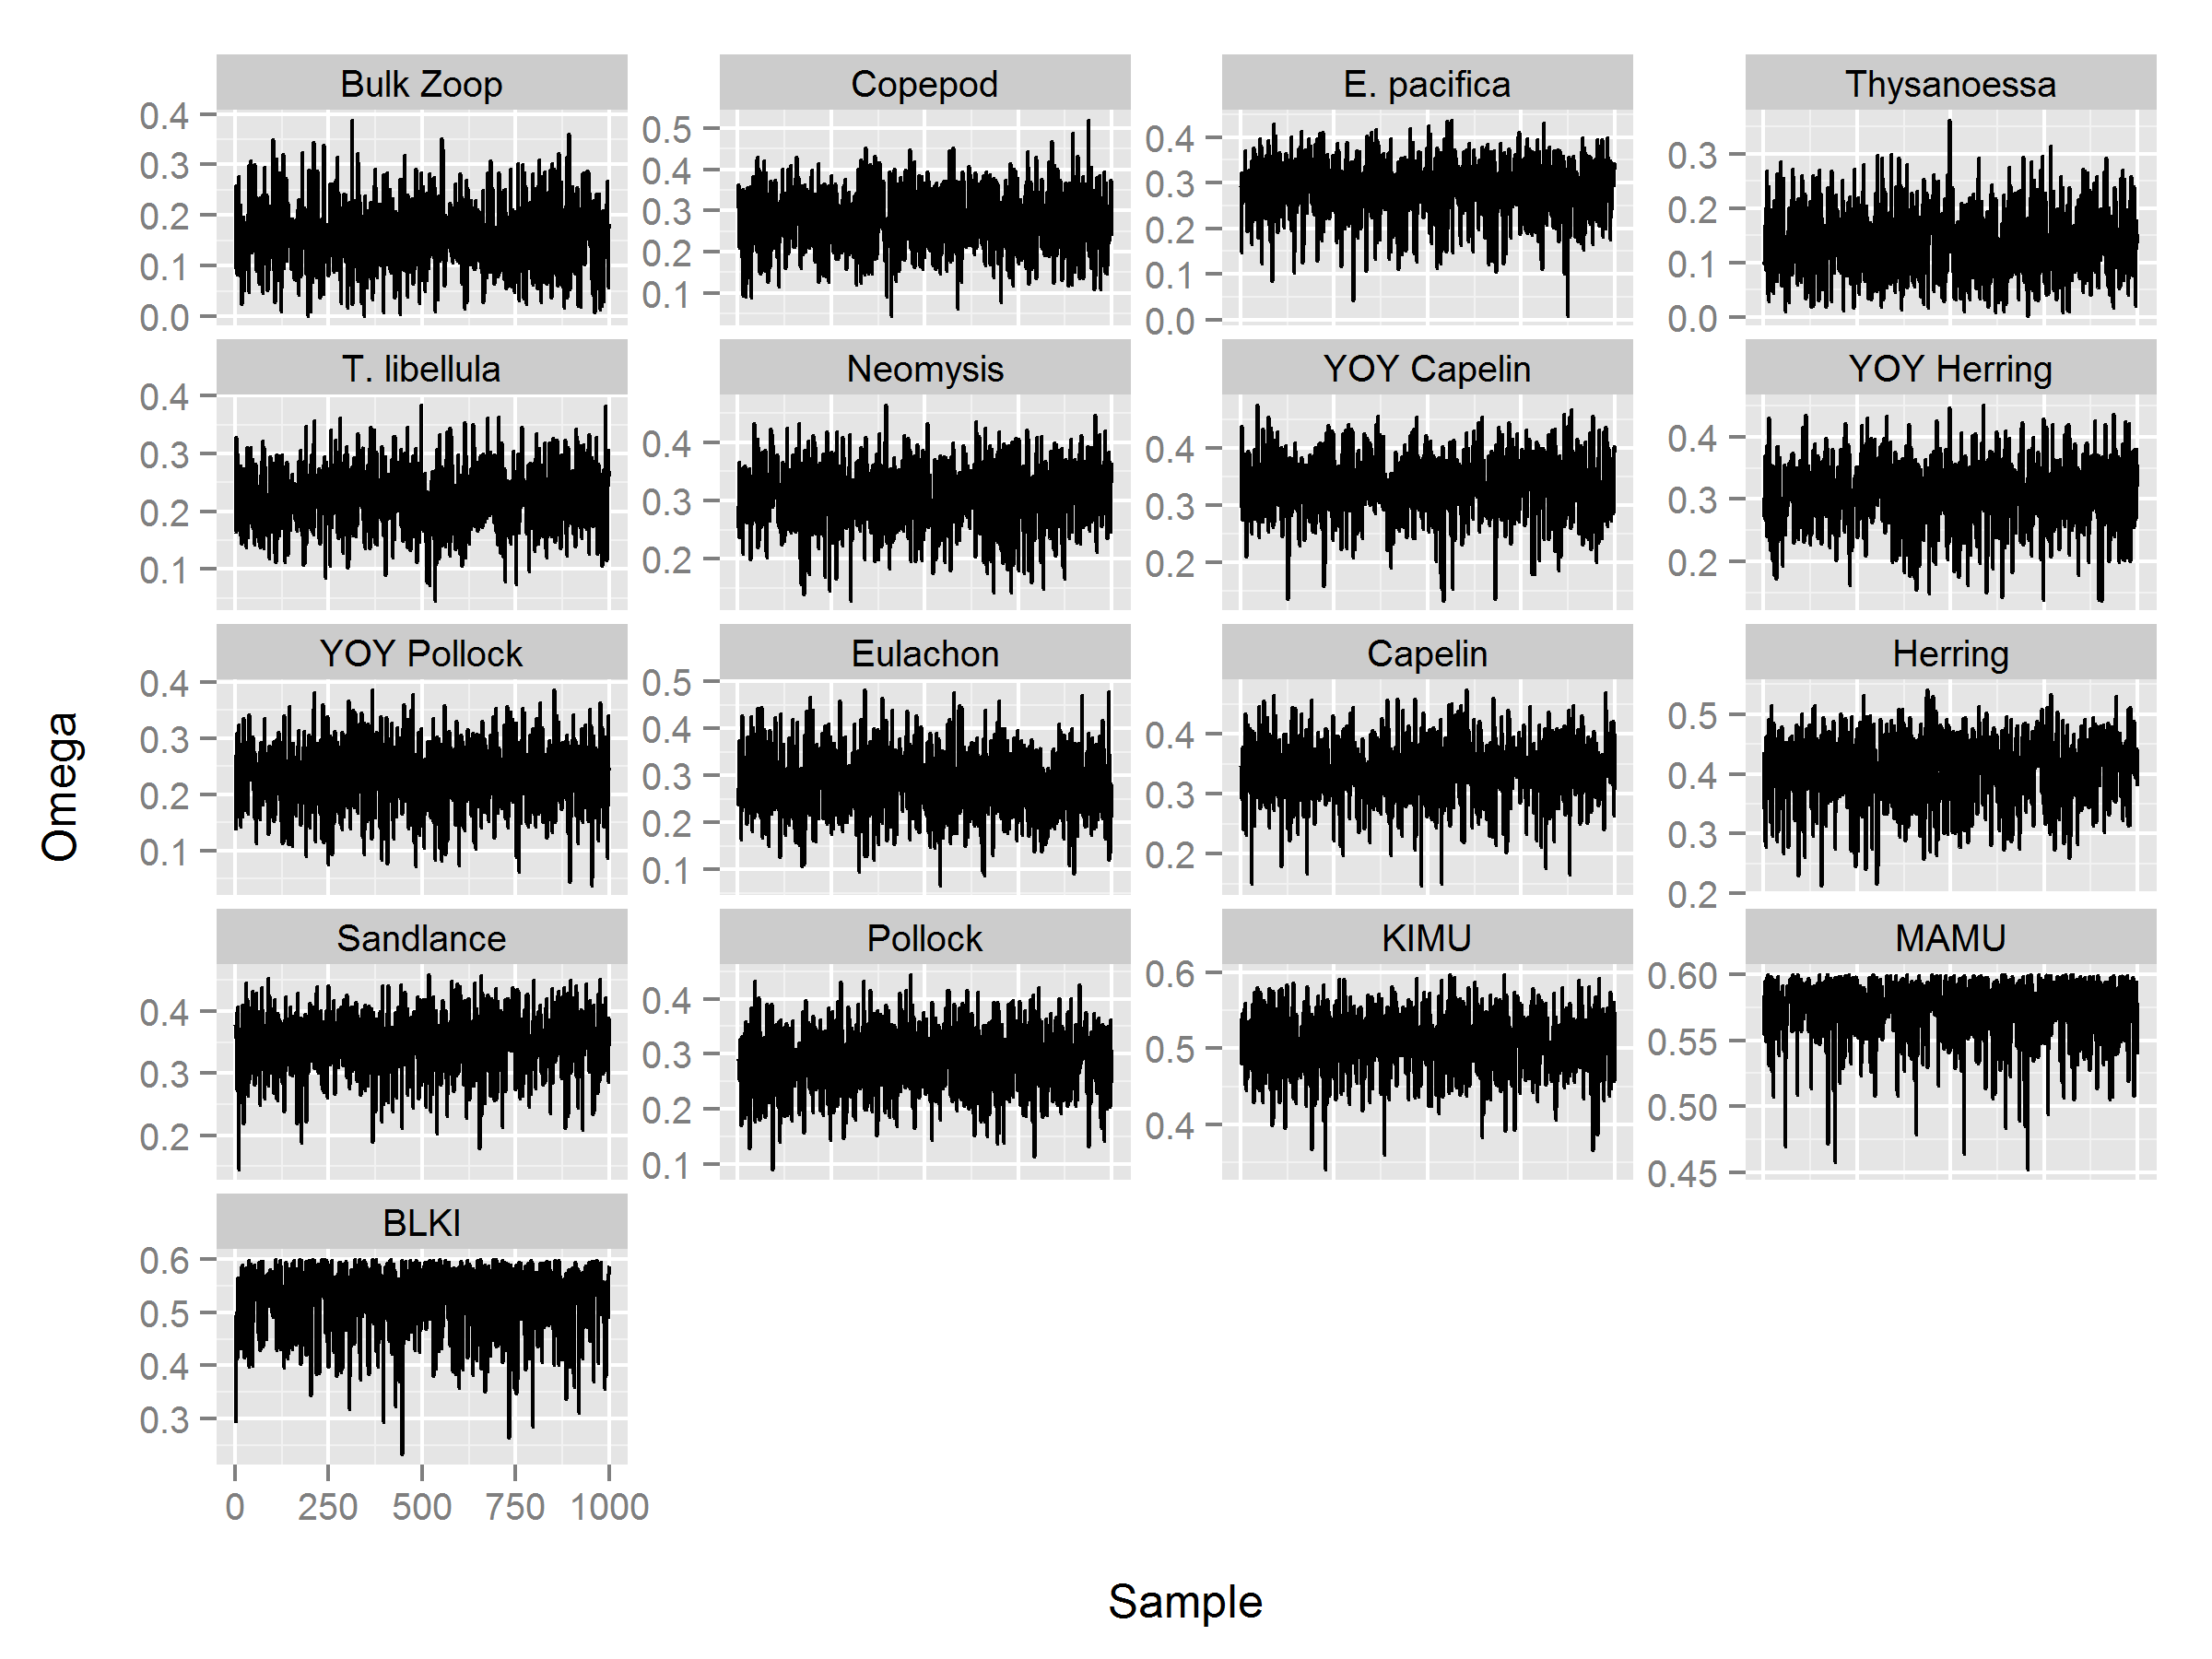 Bulk Zoop Copepod E. pacifica Thysanoessa
0.4 0.3 0.2 0.1 0.0
0.5 0.4 0.3 0.2 0.1
0.4 0.3 0.2 0.1 0.0
0.3 0.2 0.1 0.0
T. libellula Neomysis YOY Capelin YOY Herring
0.4 0.3 0.2 0.1
0.4 0.3 0.2
0.4 0.3 0.2
0.4 0.3 0.2
YOY Pollock Eulachon Capelin Herring
0.4 0.3 0.2 0.1
0.5 0.4 0.3 0.2 0.1
0.4 0.3 0.2
0.5 0.4 0.3 0.2
Sandlance Pollock KIMU MAMU
0.4 0.3 0.2
0.4 0.3 0.2 0.1
0.6 0.5 0.4
0.60 0.55 0.50 0.45
BLKI
0.6 0.5 0.4 0.3
0 250 500 750 1000
Omega
Sample